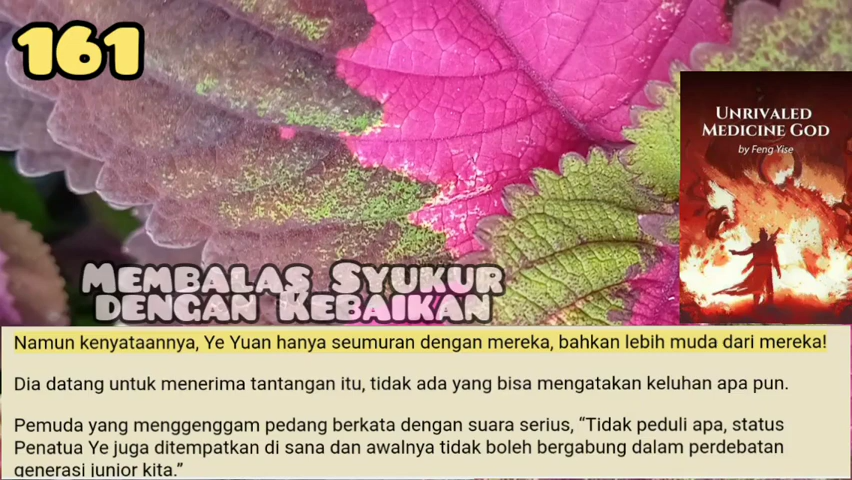 161
UNRIVALED
MEDICINE GOD
by Feng Yise
MEMBALAS SYUKUR
DENGAN KEBAIKAN
Namun kenyataannya, Ye Yuan hanya seumuran dengan mereka, bahkan lebih muda dari mereka!
Dia datang untuk menerima tantangan itu, tidak ada yang bisa mengatakan keluhan apa pun.
Pemuda yang menggenggam pedang berkata dengan suara serius, “Tidak peduli apa, status
Penatua Ye juga ditempatkan di sana dan awalnya tidak boleh bergabung dalam perdebatan
generasi junior kita.”